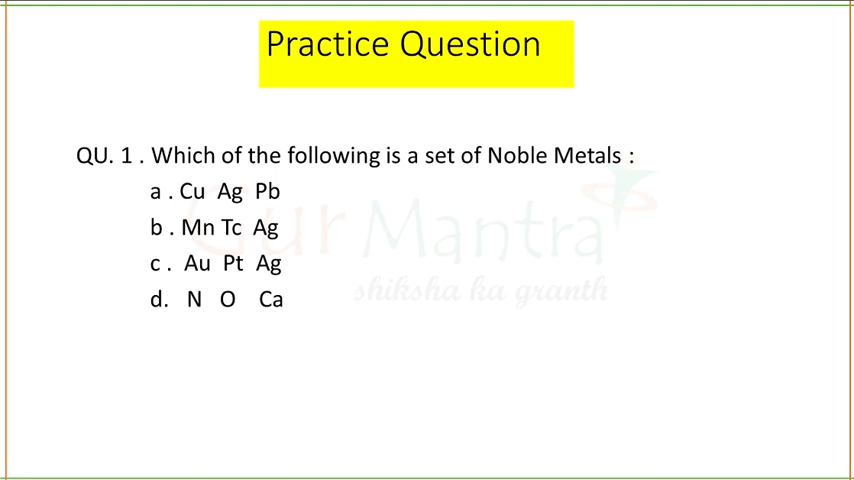 Practice Question
QU. 1 . Which of the following is a set of Noble Metals :
a . Cu Ag Pb
b . Mn Tc Ag
c . Au Pt Ag
d. N O Ca
Gur Mantra
shiksha ka granth